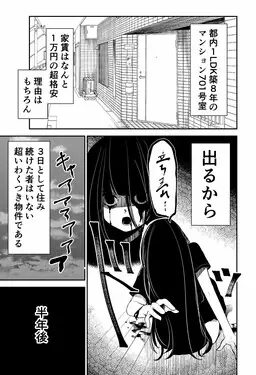 都内1LDK築8年の
マンション701号室
家賃はなんと
1万円の超格安
理由は
もちろん
出るから
キャアアアアア
3日として住み
続けた者はいない
超いわくつき物件である
半年後